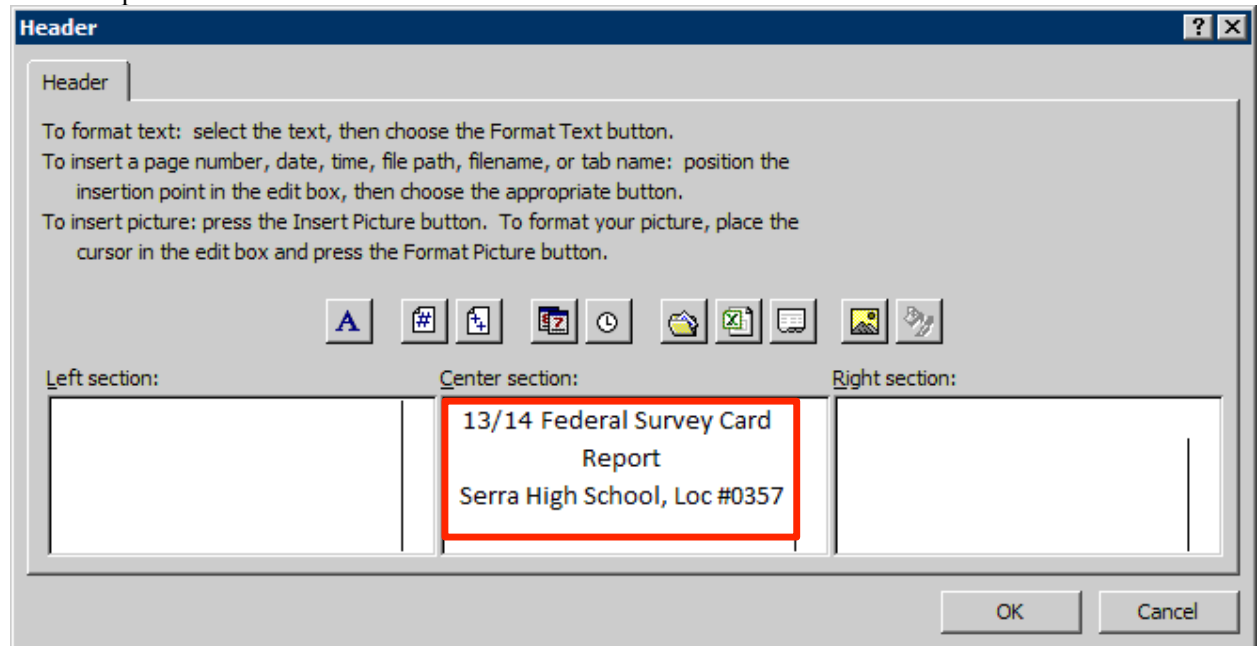 Header
Header
To format text: select the text, then choose the Format Text button.
To insert a page number, date, time, file path, filename, or tab name: position the
insertion point in the edit box, then choose the appropriate button.
To insert picture: press the Insert Picture button. To format your picture, place the
cursor in the edit box and press the Format Picture button.
A
Left section:
Center section:
Right section:
13/14 Federal Survey Card
Report
Serra High School, Loc #0357
OK
Cancel